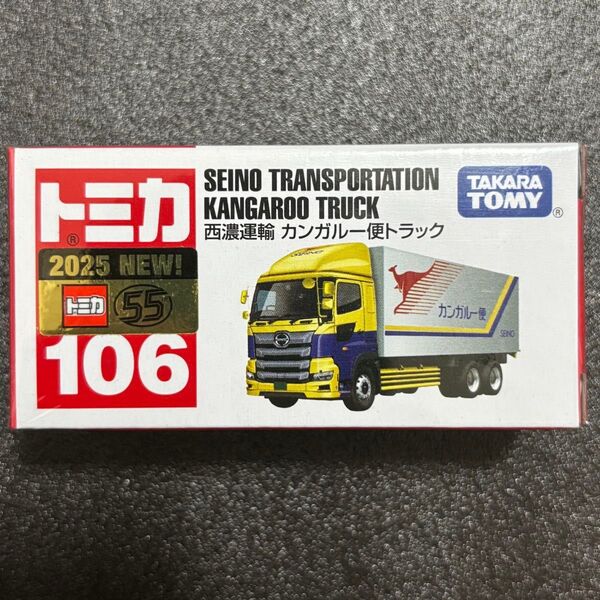 トミカ
®
2025 NEW!
トミカ 55
106
SEINO TRANSPORTATION
KANGAROO TRUCK
西濃運輸 カンガルー便トラック
TAKARA
TOMY
®
カンガルー便
SEINO